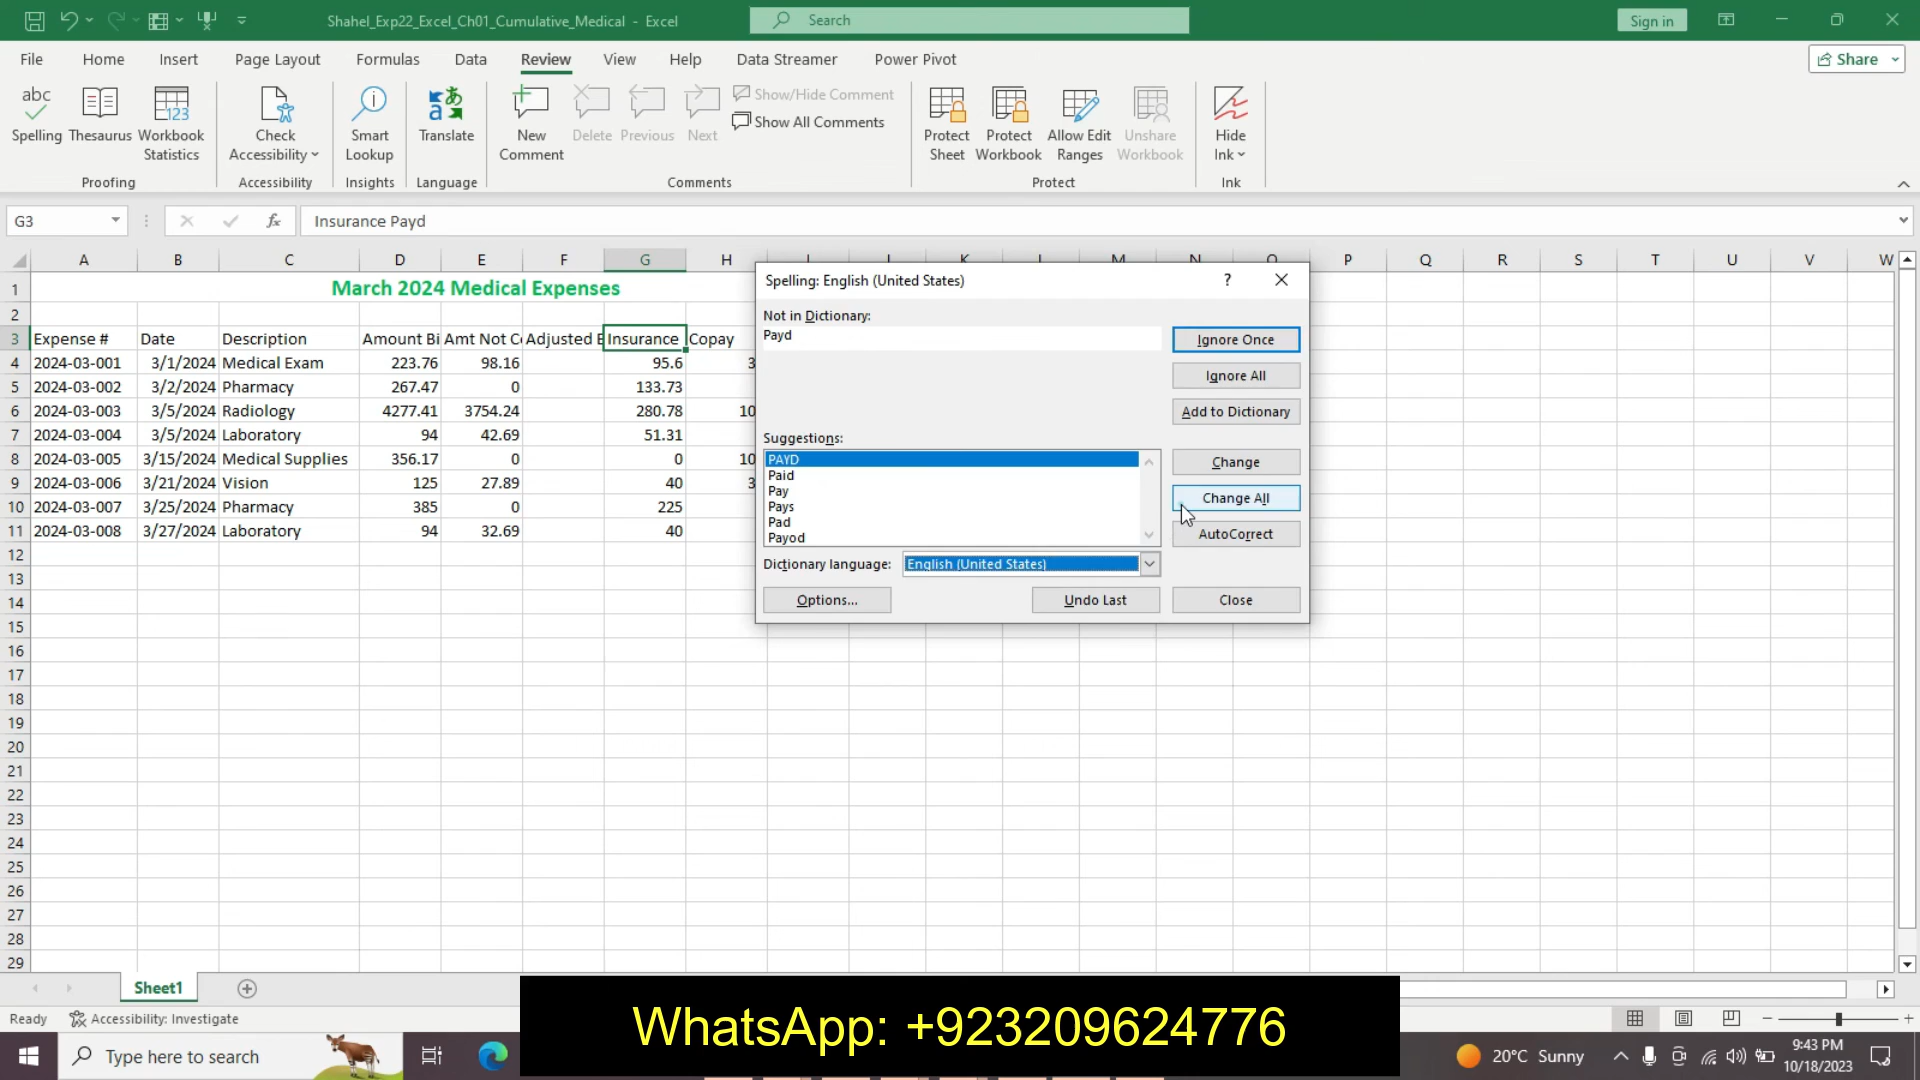 Shahel_Exp22_Excel_Ch01_Cumulative_Medical - Excel
Search
Sign in
File Home Insert Page Layout Formulas Data Review View Help Data Streamer Power Pivot
Share
abc
Spelling Thesaurus Workbook Statistics
Check Accessibility
Smart Lookup
Translate
New Comment
Delete Previous Next
Show/Hide Comment
Show All Comments
Protect Sheet
Protect Workbook
Allow Edit Ranges
Unshare Workbook
Hide Ink
Proofing Accessibility Insights Language Comments Protect Ink
G3 fx Insurance Payd
A B C D E F G H P Q R S T U V W
1 March 2024 Medical Expenses
2
3 Expense # Date Description Amount Bi Amt Not C Adjusted Insurance Copay
4 2024-03-001 3/1/2024 Medical Exam 223.76 98.16 95.6 3
5 2024-03-002 3/2/2024 Pharmacy 267.47 0 133.73
6 2024-03-003 3/5/2024 Radiology 4277.41 3754.24 280.78 10
7 2024-03-004 3/5/2024 Laboratory 94 42.69 51.31
8 2024-03-005 3/15/2024 Medical Supplies 356.17 0 0 10
9 2024-03-006 3/21/2024 Vision 125 27.89 40 3
10 2024-03-007 3/25/2024 Pharmacy 385 0 225
11 2024-03-008 3/27/2024 Laboratory 94 32.69 40
12
13
14
15
16
17
18
19
20
21
22
23
24
25
26
27
28
29
Spelling: English (United States) ?
Not in Dictionary:
Payd
Ignore Once
Ignore All
Add to Dictionary
Suggestions:
PAYD
Paid
Pay
Pays
Pad
Payod
Change
Change All
AutoCorrect
Dictionary language: English (United States)
Options... Undo Last Close
Sheet1
Ready Accessibility: Investigate
WhatsApp: +923209624776
Type here to search
20°C Sunny
9:43 PM
10/18/2023